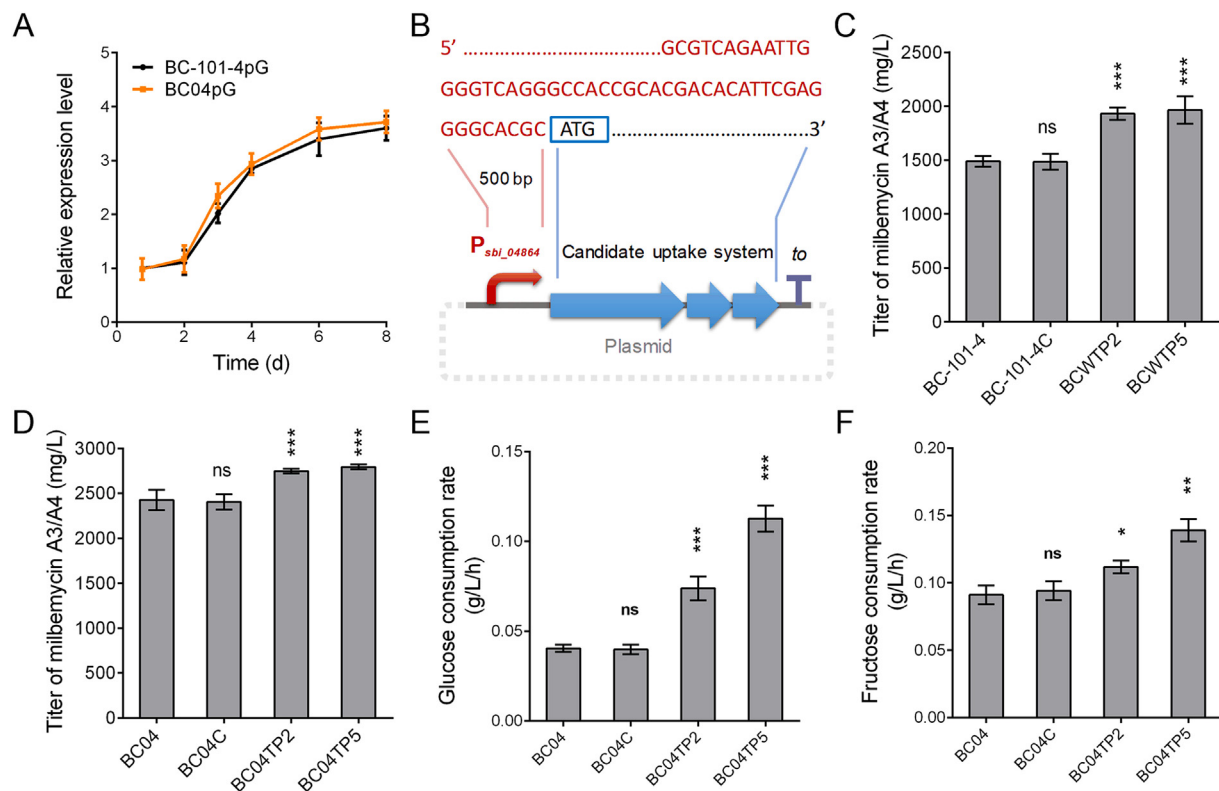 A
5
4
3
2
1
0
Relative expression level
BC-101-4pG
BC04pG
0
2
4
6
8
Time (d)
B
5’ ....................................GCGTCAGAATTG
GGGTCAGGGCCACCGCACGACACATTCGAG
GGGCACGC ATG ........................................3’
500 bp
Psbi_04864
Candidate uptake system
to
Plasmid
C
Titer of milbemycin A3/A4 (mg/L)
2500
2000
1500
1000
500
0
ns
***
***
BC-101-4
BC-101-4C
BCWTP2
BCWTP5
D
Titer of milbemycin A3/A4 (mg/L)
3000
2500
2000
1500
1000
500
0
ns
***
***
BC04
BC04C
BC04TP2
BC04TP5
E
Glucose consumption rate
(g/L/h)
0.15
0.10
0.05
0.00
ns
***
***
BC04
BC04C
BC04TP2
BC04TP5
F
Fructose consumption rate
(g/L/h)
0.20
0.15
0.10
0.05
0.00
ns
*
**
BC04
BC04C
BC04TP2
BC04TP5